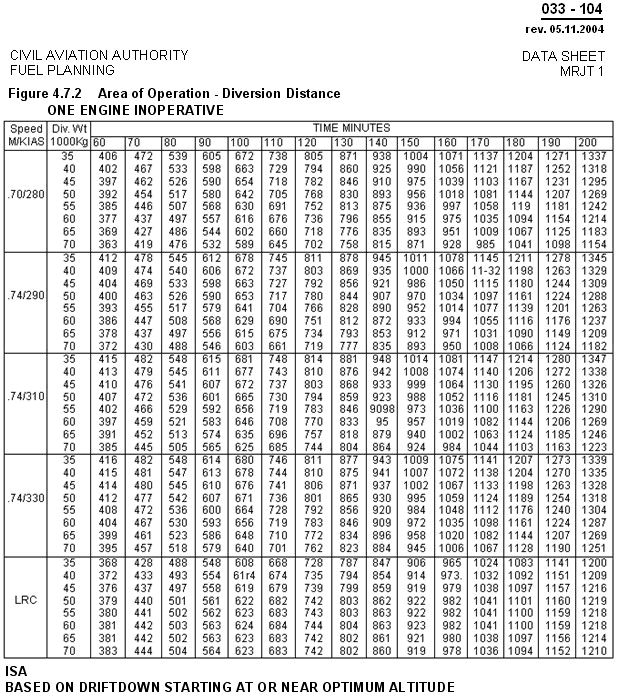 033 - 104
rev. 05.11.2004
CIVIL AVIATION AUTHORITY DATA SHEET
FUEL PLANNING MRJT 1
Figure 4.7.2 Area of Operation - Diversion Distance
ONE ENGINE INOPERATIVE
Speed Div. Wt TIME MINUTES
M/KIAS 1000Kg 60 70 80 90 100 110 120 130 140 150 160 170 180 190 200
35 406 472 539 605 672 738 805 871 938 1004 1071 1137 1204 1271 1337
40 402 467 533 598 663 729 794 860 925 990 1056 1121 1187 1252 1318
45 397 462 526 590 654 718 782 846 910 975 1039 1103 1167 1231 1295
.70/280 50 392 454 517 580 642 705 768 830 893 956 1018 1081 1144 1207 1269
55 385 446 507 568 630 691 752 813 875 936 997 1058 119 1181 1242
60 377 437 497 557 616 676 736 796 855 915 975 1035 1094 1154 1214
65 369 427 486 544 602 660 718 776 835 893 951 1009 1067 1125 1183
70 363 419 476 532 589 645 702 758 815 871 928 985 1041 1098 1154
35 412 478 545 612 678 745 811 878 945 1011 1078 1145 1211 1278 1345
40 409 474 540 606 672 737 803 869 935 1000 1066 11-32 1198 1263 1329
45 404 469 533 598 663 727 792 856 921 986 1050 1115 1180 1244 1309
.74/290 50 400 463 526 590 653 717 780 844 907 970 1034 1097 1161 1224 1288
55 393 455 517 579 641 704 766 828 890 952 1014 1077 1139 1201 1263
60 386 447 508 568 629 690 751 812 872 933 994 1055 1116 1176 1237
65 378 437 497 556 615 675 734 793 853 912 971 1031 1090 1149 1209
70 372 430 488 546 603 661 719 777 835 893 950 1008 1066 1124 1182
35 415 482 548 615 681 748 814 881 948 1014 1081 1147 1214 1280 1347
40 413 479 545 611 677 743 810 876 942 1008 1074 1140 1206 1272 1338
45 410 476 541 607 672 737 803 868 933 999 1064 1130 1195 1260 1326
.74/310 50 407 472 536 601 665 730 794 859 923 988 1052 1116 1181 1245 1310
55 402 466 529 592 656 719 783 846 9098 973 1036 1100 1163 1226 1290
60 397 459 521 583 646 708 770 833 95 957 1019 1082 1144 1206 1269
65 391 452 513 574 635 696 757 818 879 940 1002 1063 1124 1185 1246
70 385 445 505 565 625 685 744 804 864 924 984 1044 1103 1163 1223
35 416 482 548 614 680 746 811 877 943 1009 1075 1141 1207 1273 1339
40 415 481 547 613 678 744 810 875 941 1007 1072 1138 1204 1270 1335
45 414 480 545 610 676 741 806 871 937 1002 1067 1133 1198 1263 1328
.74/330 50 412 477 542 607 671 736 801 865 930 995 1059 1124 1189 1254 1318
55 408 472 536 600 664 728 792 856 920 984 1048 1112 1176 1240 1304
60 404 467 530 593 656 719 783 846 909 972 1035 1098 1161 1224 1287
65 399 461 523 586 648 710 772 834 896 958 1020 1082 1144 1207 1269
70 395 457 518 579 640 701 762 823 884 945 1006 1067 1128 1190 1251
35 368 428 488 548 608 668 728 787 847 906 965 1024 1083 1141 1200
40 372 433 493 554 61r4 674 735 794 854 914 973. 1032 1092 1151 1209
45 376 437 497 558 619 679 739 799 859 919 979 1038 1097 1157 1216
LRC 50 379 440 501 561 622 682 742 803 862 922 982 1041 1101 1160 1219
55 380 441 502 562 623 683 743 803 863 922 982 1041 1100 1159 1218
60 381 442 503 563 624 684 744 804 863 923 982 1041 1100 1159 1218
65 381 442 502 563 623 683 742 802 861 921 980 1038 1097 1156 1214
70 383 444 504 564 623 683 742 802 860 919 978 1036 1094 1152 1210
ISA
BASED ON DRIFTDOWN STARTING AT OR NEAR OPTIMUM ALTITUDE